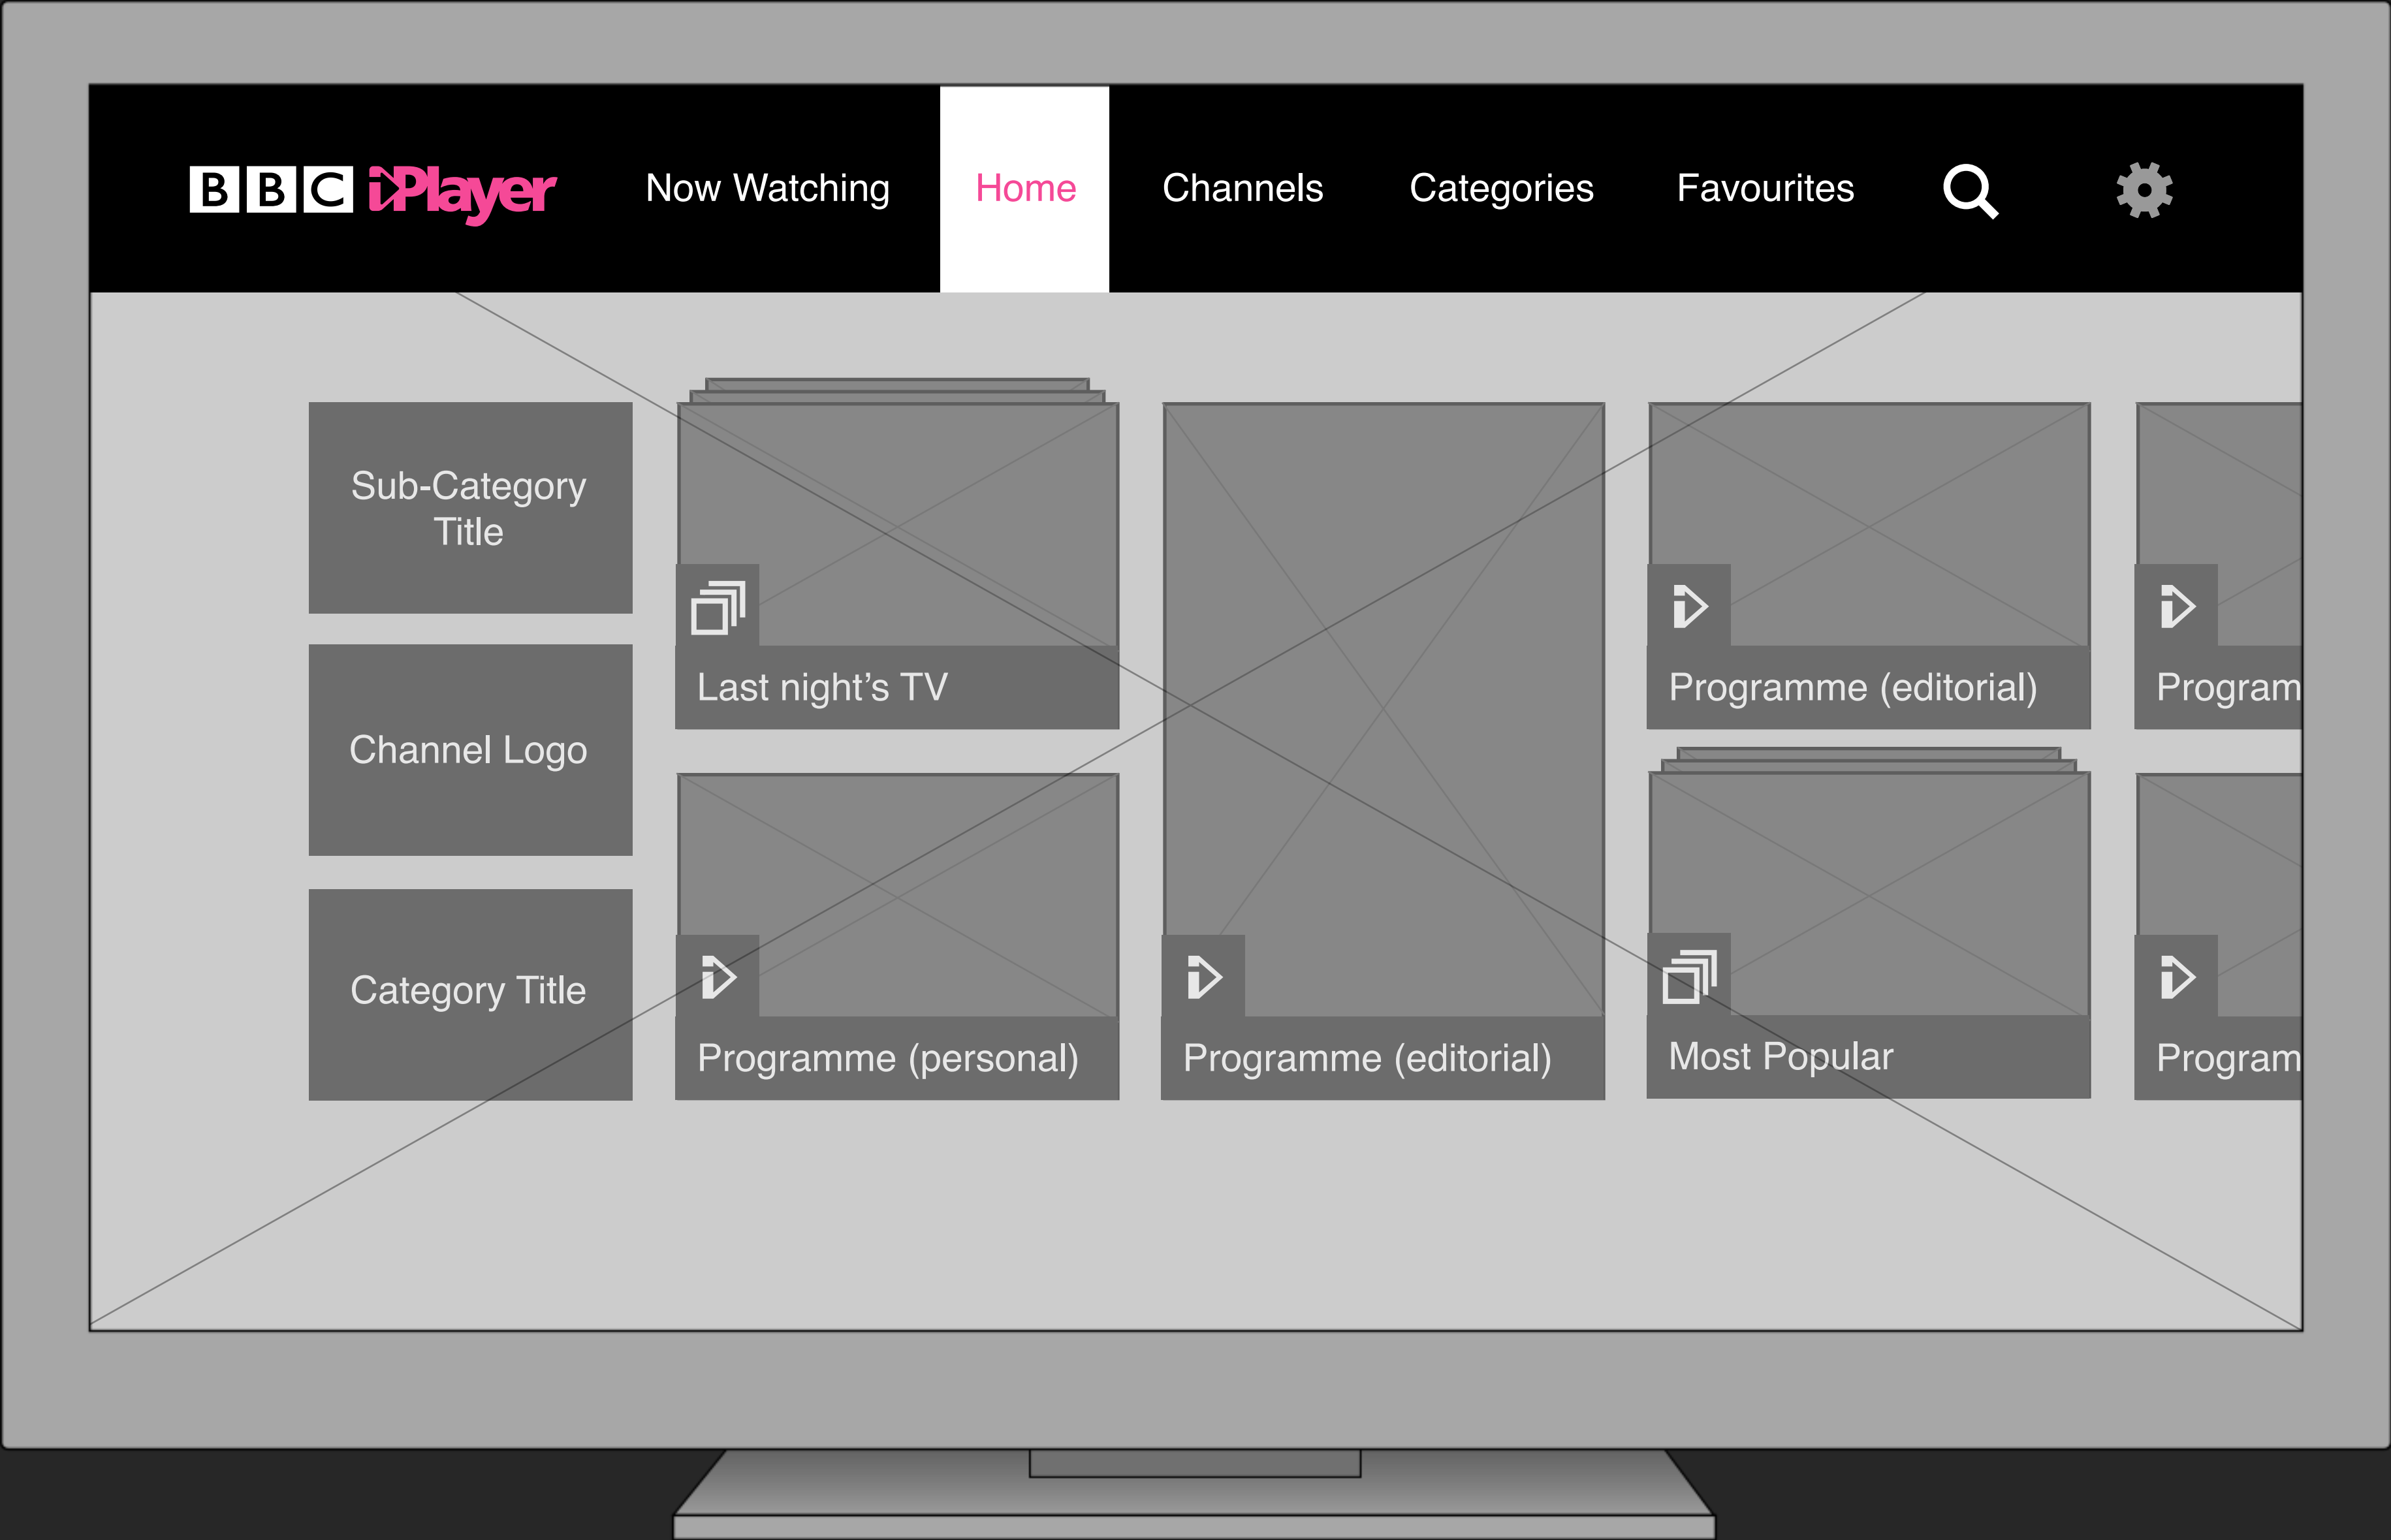 BBC iPlayer
Now Watching
Home
Channels
Categories
Favourites
Sub-Category
Title
Channel Logo
Category Title
Last night’s TV
Programme (personal)
Programme (editorial)
Programme (editorial)
Most Popular
Program
Program